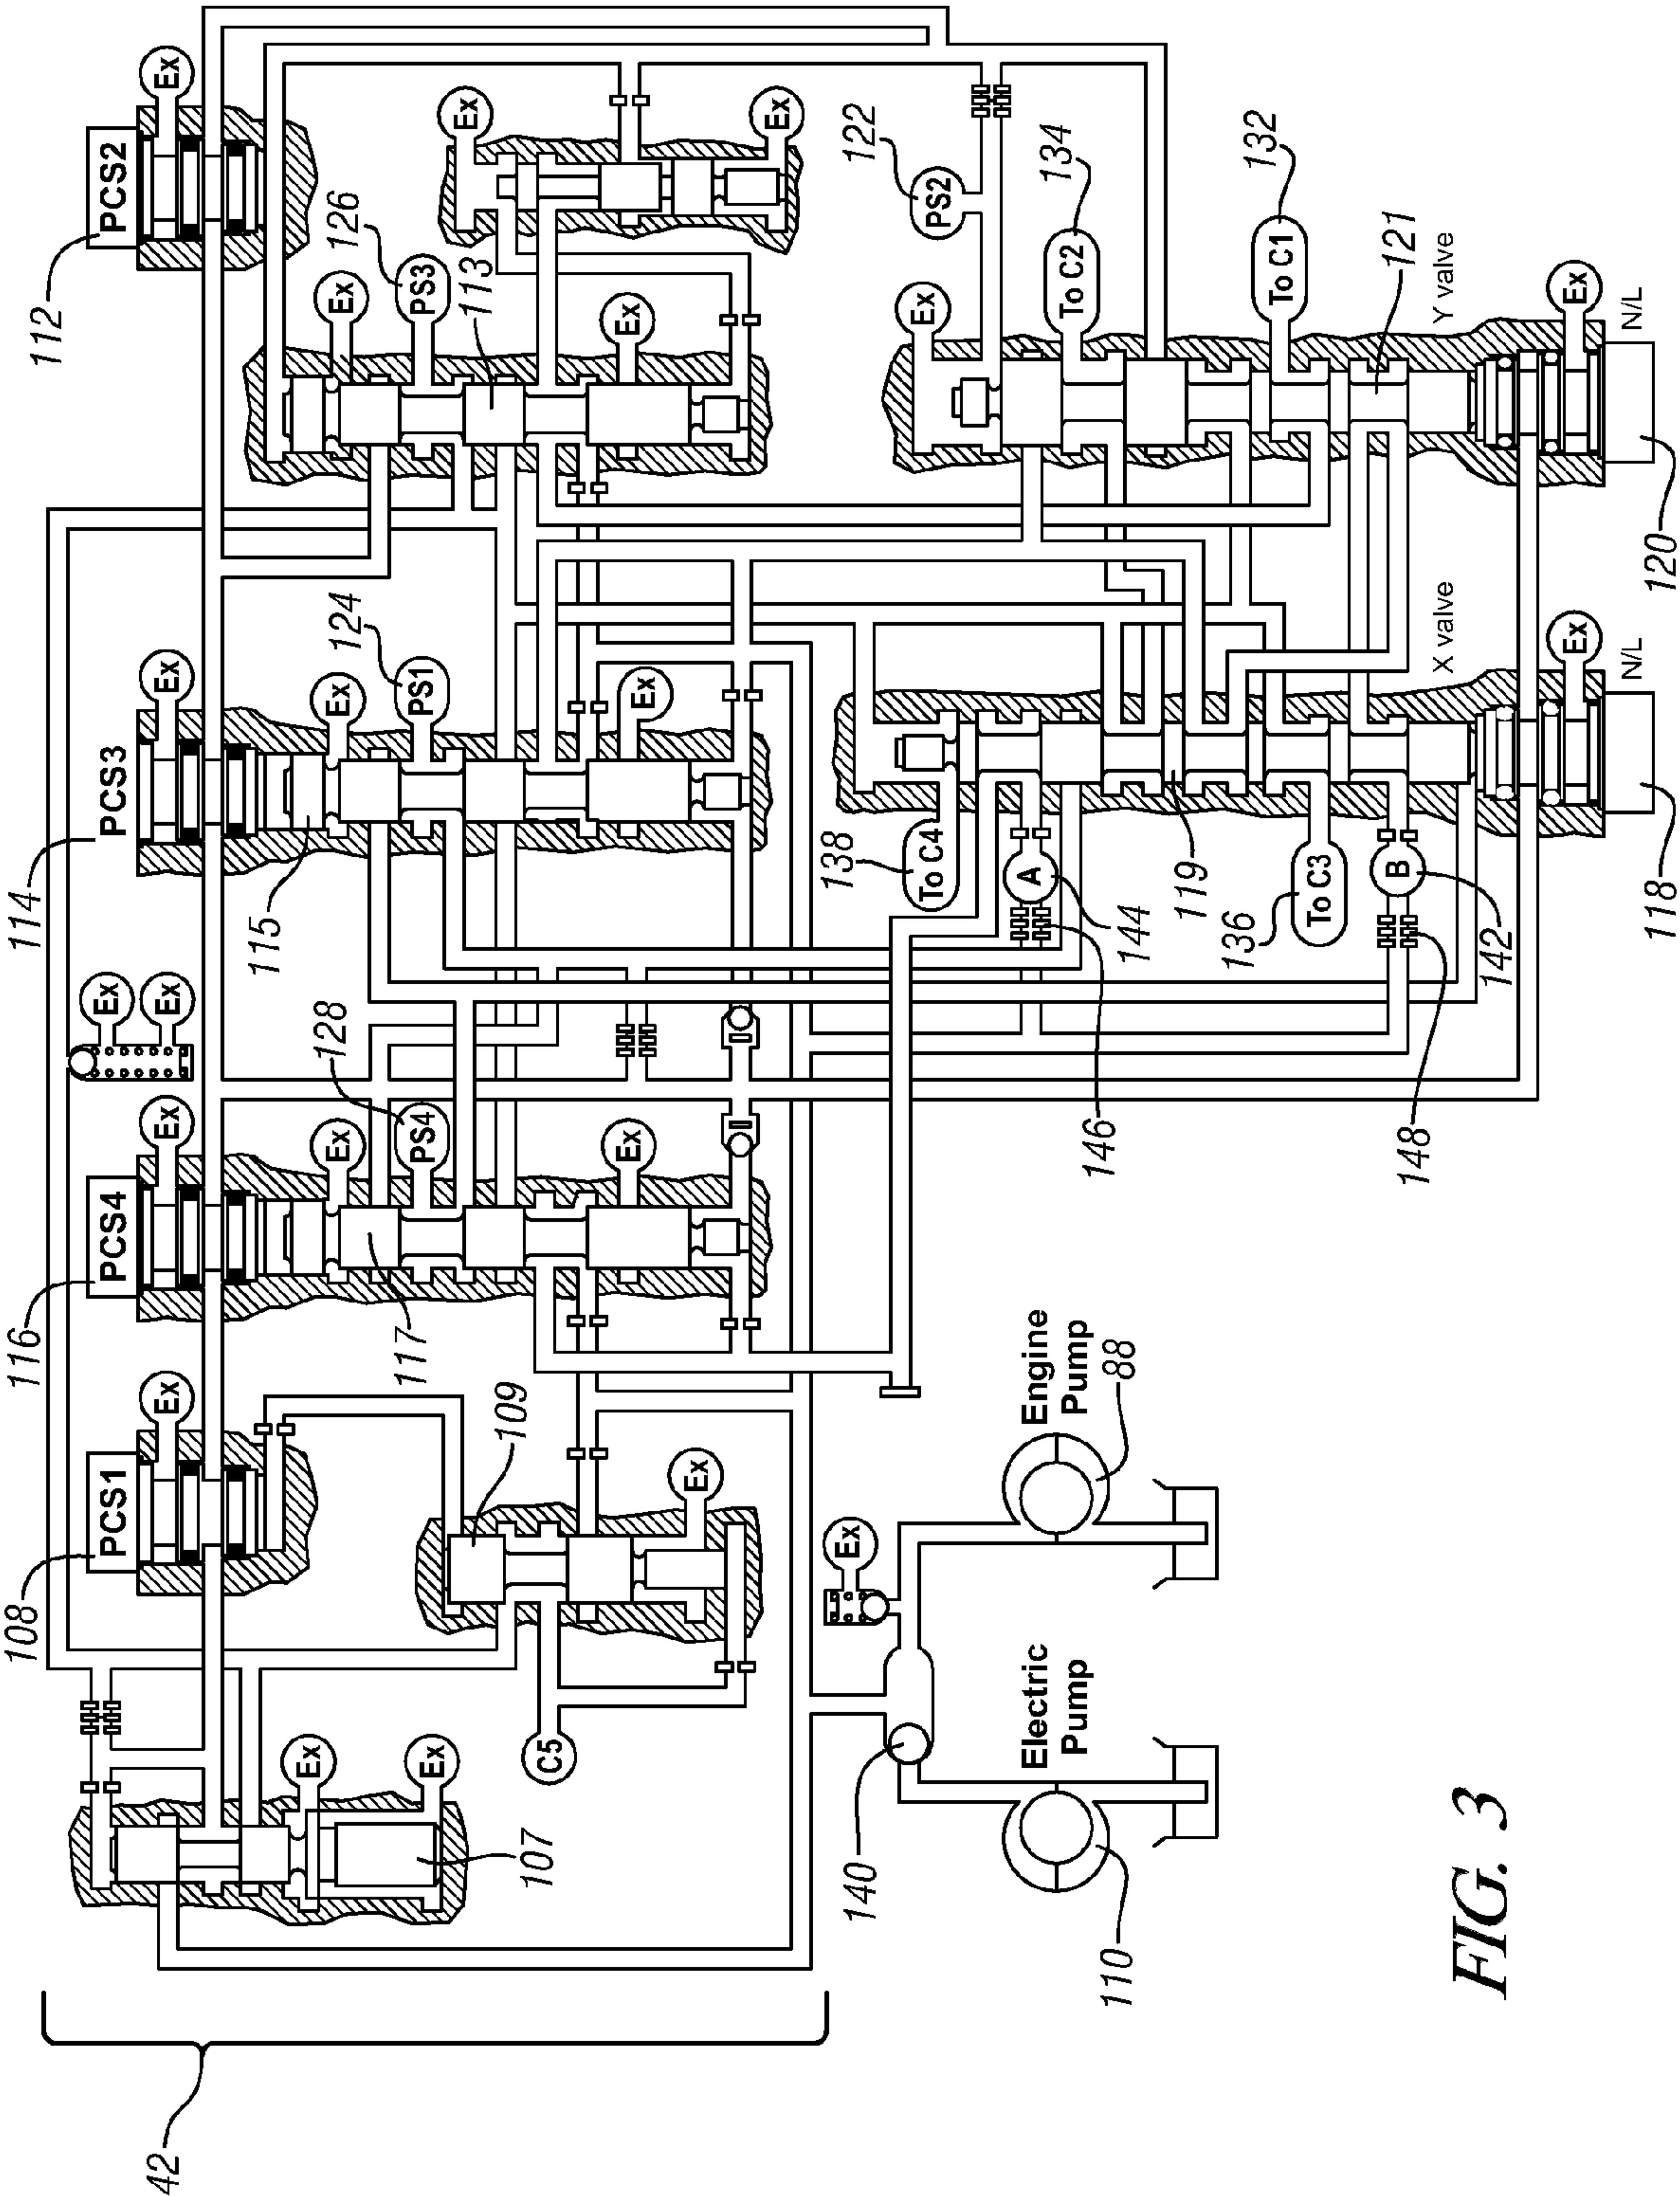 42
108
PCS1
Ex
116
PCS4
Ex
Ex
Ex
114
PCS3
Ex
112
PCS2
Ex
107
Ex
Ex
109
Ex
C5
117
Ex
128
PS4
Ex
115
Ex
124
PS1
Ex
126
Ex
PS3
113
Ex
Ex
Ex
110
Electric
Pump
140
Ex
Engine
Pump
88
138
To C4
A
144
146
119
136
To C3
B
142
148
X valve
Ex
N/L
118
122
PS2
Ex
134
To C2
132
To C1
121
Y valve
Ex
N/L
120
FIG. 3